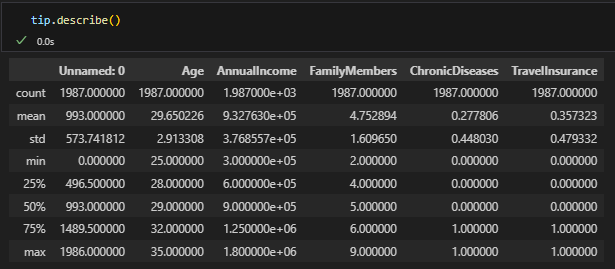 tip.describe()
0.0s
Unnamed: 0 Age AnnualIncome FamilyMembers ChronicDiseases TravelInsurance
count 1987.000000 1987.000000 1.987000e+03 1987.000000 1987.000000 1987.000000
mean 993.000000 29.650226 9.327630e+05 4.752894 0.277806 0.357323
std 573.741812 2.913308 3.768557e+05 1.609650 0.448030 0.479332
min 0.000000 25.000000 3.000000e+05 2.000000 0.000000 0.000000
25% 496.500000 28.000000 6.000000e+05 4.000000 0.000000 0.000000
50% 993.000000 29.000000 9.000000e+05 5.000000 0.000000 0.000000
75% 1489.500000 32.000000 1.250000e+06 6.000000 1.000000 1.000000
max 1986.000000 35.000000 1.800000e+06 9.000000 1.000000 1.000000